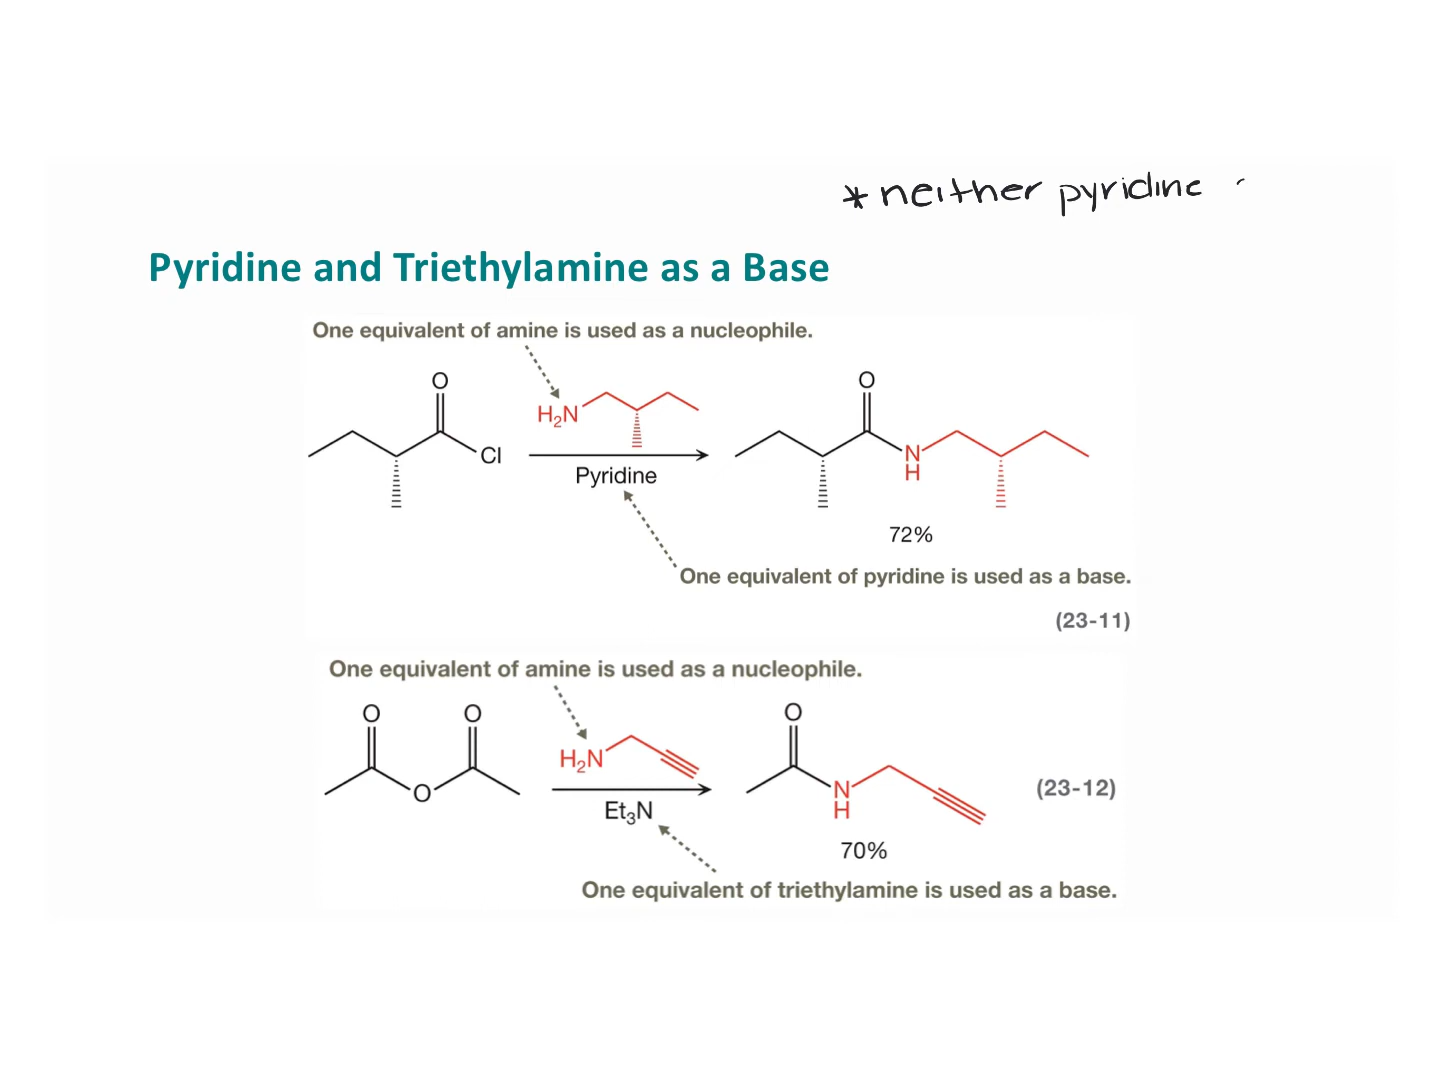 *neither pyridine
Pyridine and Triethylamine as a Base
One equivalent of amine is used as a nucleophile.
O
Cl
H₂N
Pyridine
O
N
H
72%
One equivalent of pyridine is used as a base.
(23-11)
One equivalent of amine is used as a nucleophile.
O O
O
H₂N
Et₃N
O
N
H
(23-12)
70%
One equivalent of triethylamine is used as a base.